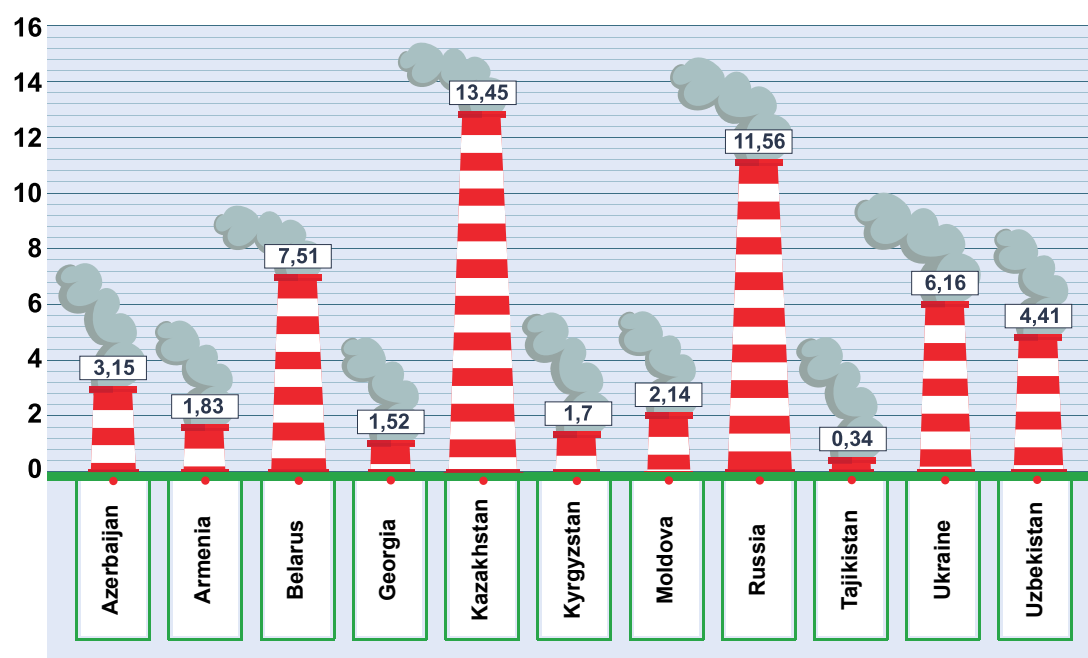 16
14
12
10
8
6
4
2
0
3,15
1,83
7,51
1,52
13,45
1,7
2,14
11,56
0,34
6,16
4,41
Azerbaijan
Armenia
Belarus
Georgia
Kazakhstan
Kyrgyzstan
Moldova
Russia
Tajikistan
Ukraine
Uzbekistan